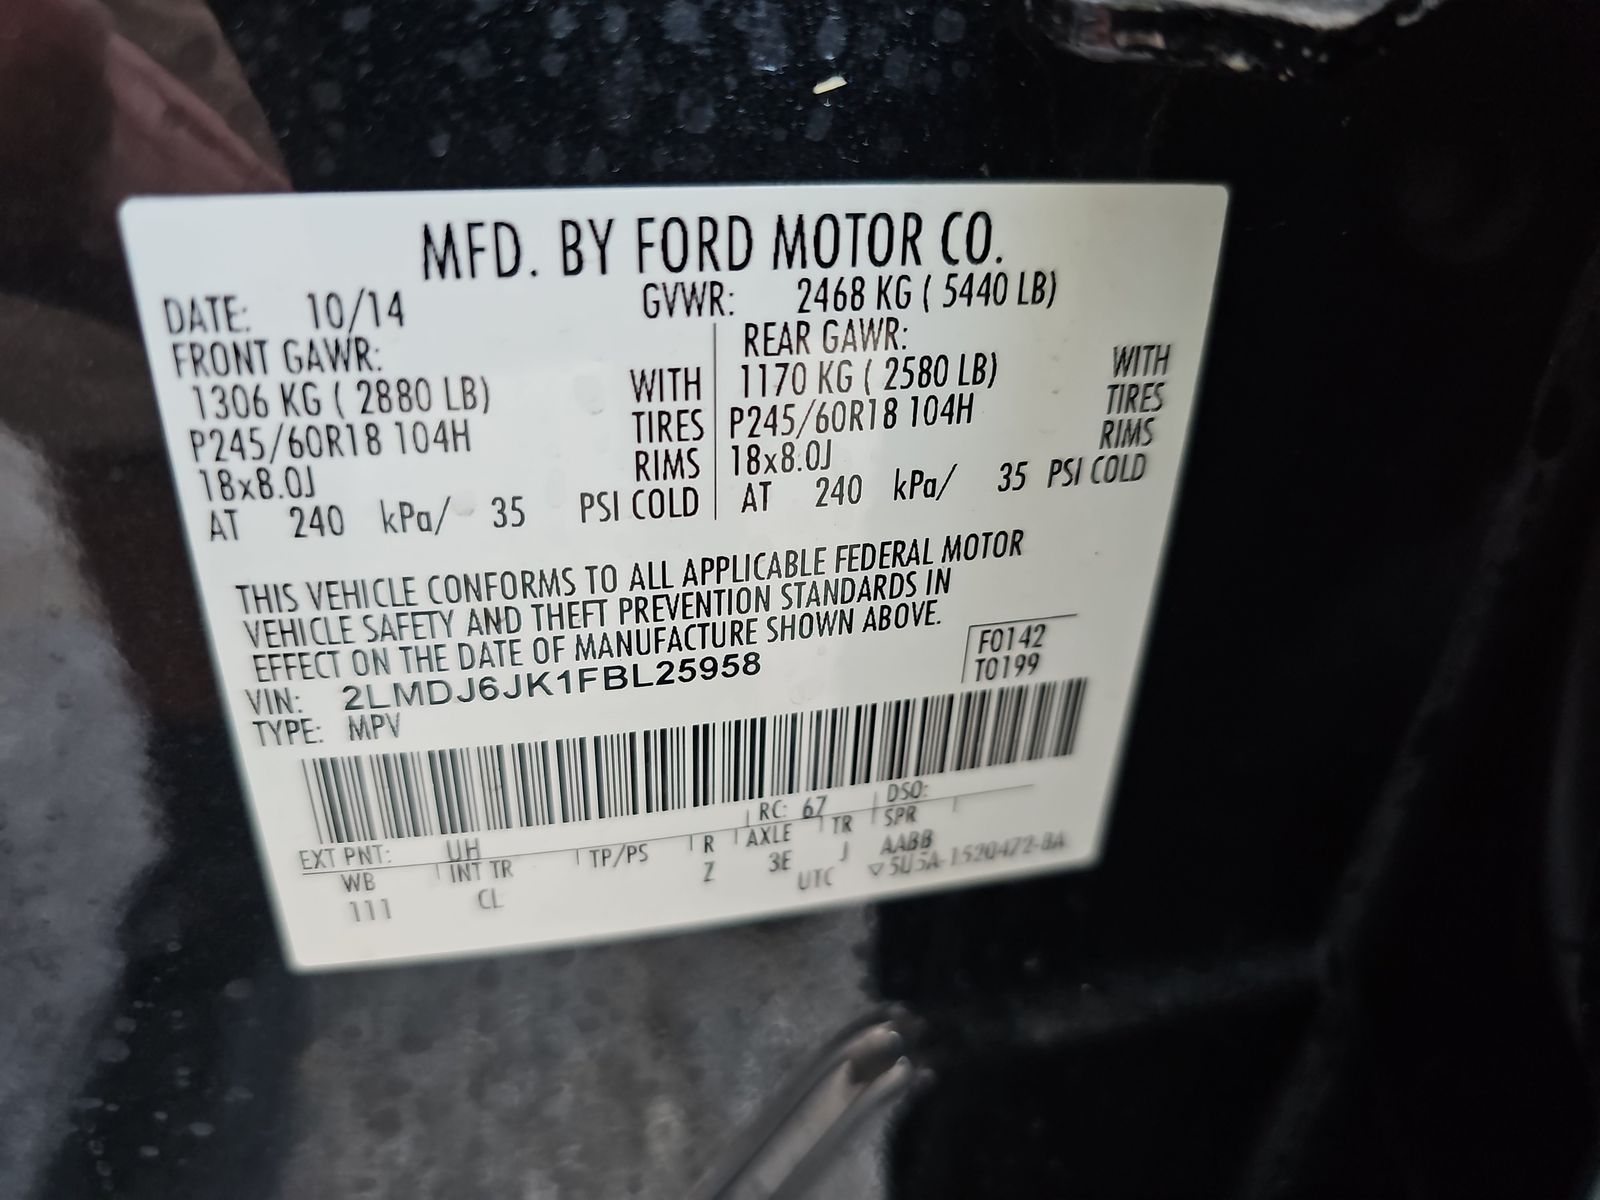 MFD. BY FORD MOTOR CO.
DATE: 10/14 GVWR: 2468 KG ( 5440 LB)
FRONT GAWR: REAR GAWR:
1306 KG ( 2880 LB) WITH 1170 KG ( 2580 LB) WITH
P245/60R18 104H TIRES P245/60R18 104H TIRES
18x8.0J RIMS 18x8.0J RIMS
AT 240 kPa/ 35 PSI COLD AT 240 kPa/ 35 PSI COLD
THIS VEHICLE CONFORMS TO ALL APPLICABLE FEDERAL MOTOR
VEHICLE SAFETY AND THEFT PREVENTION STANDARDS IN
EFFECT ON THE DATE OF MANUFACTURE SHOWN ABOVE.
F0142
VIN: 2LMDJ6JK1FBL25958 T0199
TYPE: MPV
EXT PNT: UH RC: 67 DSO:
WB INT TR TP/PS R AXLE TR SPR
111 CL Z 3E J AABB
UTC ▽5U5A-1520472-BA